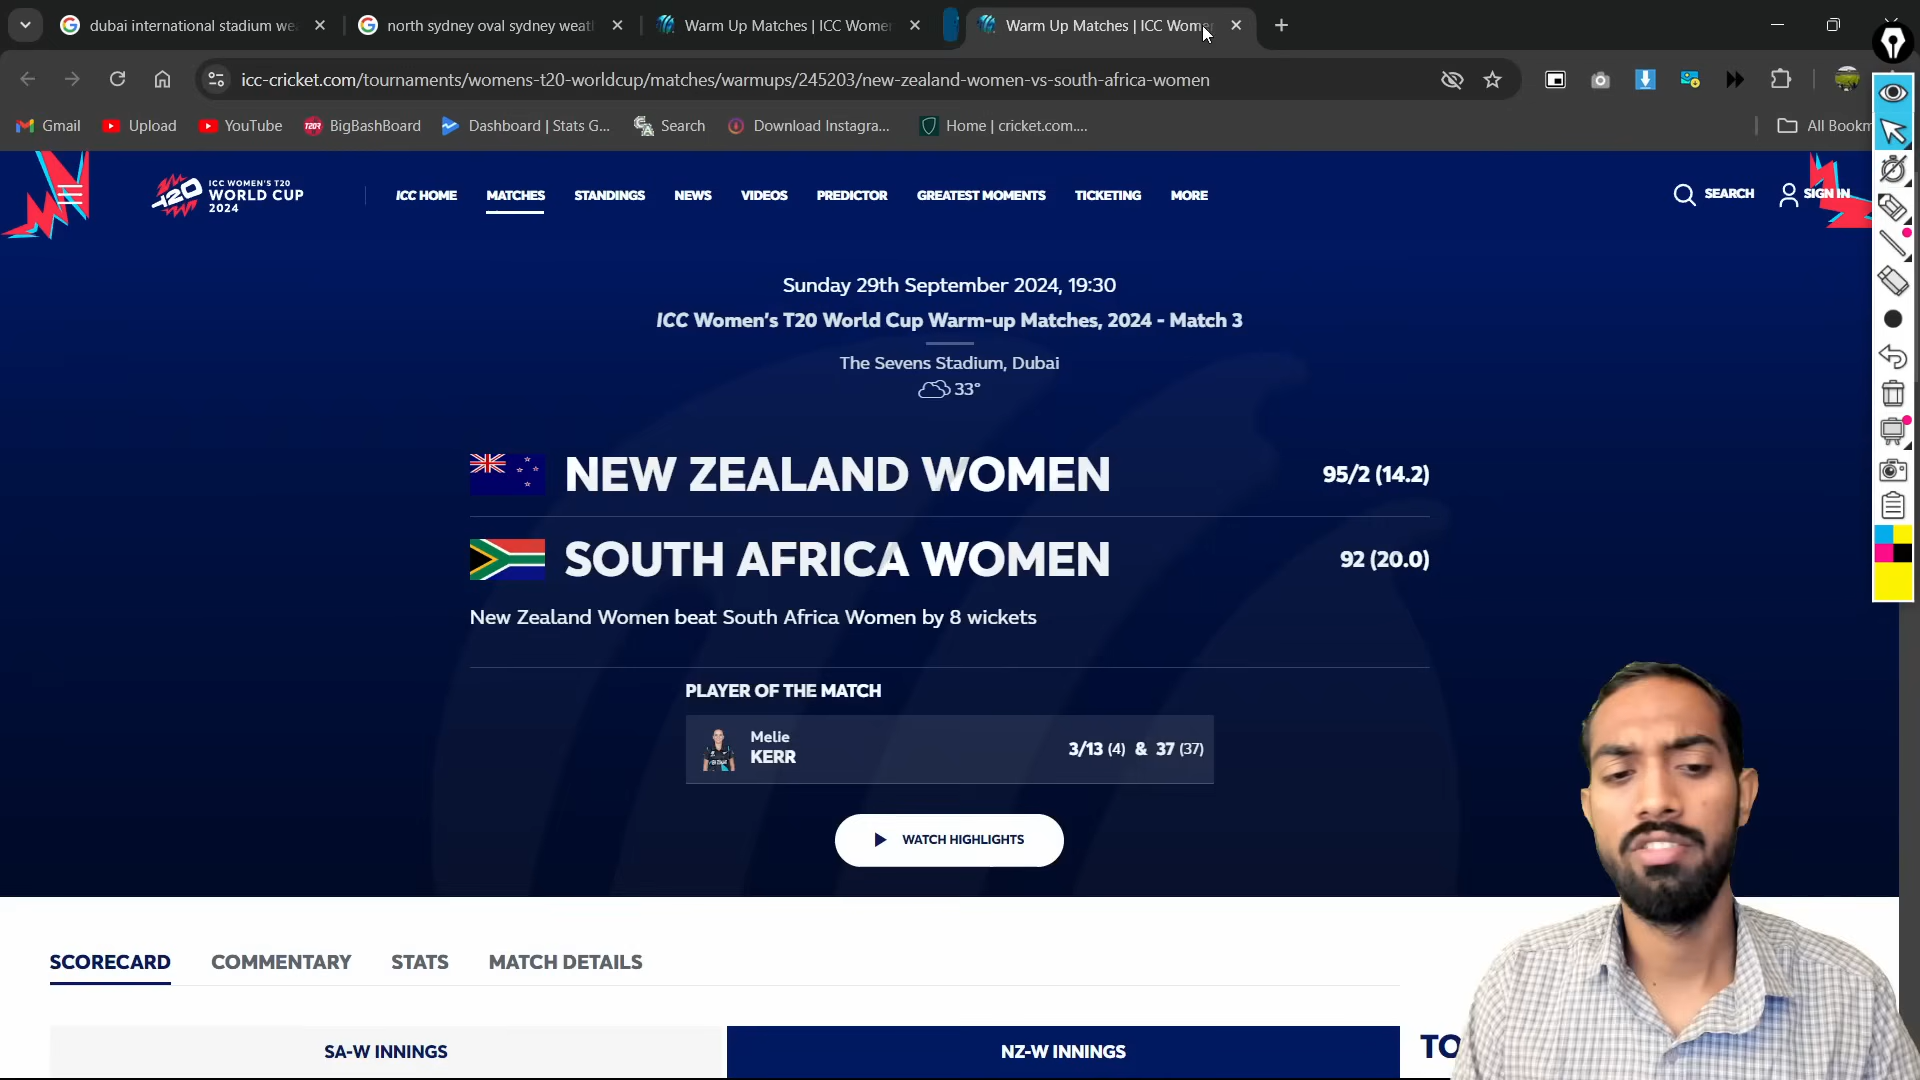 dubai international stadium we
north sydney oval sydney weat
Warm Up Matches | ICC Wome
Warm Up Matches | ICC Wome
icc-cricket.com/tournaments/womens-t20-worldcup/matches/warmups/245203/new-zealand-women-vs-south-africa-women
Gmail
Upload
YouTube
BigBashBoard
Dashboard | Stats G...
Search
Download Instagra...
Home | cricket.com....
All Bookm
T20
ICC WOMEN'S T20
WORLD CUP
2024
ICC HOME
MATCHES
STANDINGS
NEWS
VIDEOS
PREDICTOR
GREATEST MOMENTS
TICKETING
MORE
SEARCH
SIGN IN
Sunday 29th September 2024, 19:30
ICC Women's T20 World Cup Warm-up Matches, 2024 - Match 3
The Sevens Stadium, Dubai
33°
NEW ZEALAND WOMEN 95/2 (14.2)
SOUTH AFRICA WOMEN 92 (20.0)
New Zealand Women beat South Africa Women by 8 wickets
PLAYER OF THE MATCH
Melie
KERR
3/13 (4) & 37 (37)
WATCH HIGHLIGHTS
SCORECARD
COMMENTARY
STATS
MATCH DETAILS
SA-W INNINGS
NZ-W INNINGS
TO